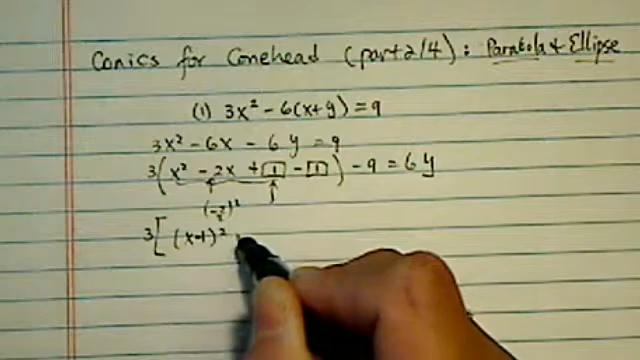 Conics for Conehead (part 2/4): Parabola & Ellipse
(1) 3x² - 6(x+y) = 9
3x² - 6x - 6y = 9
3(x² - 2x + 1 - 1) - 9 = 6y
(-2/2)²
3[(x-1)²